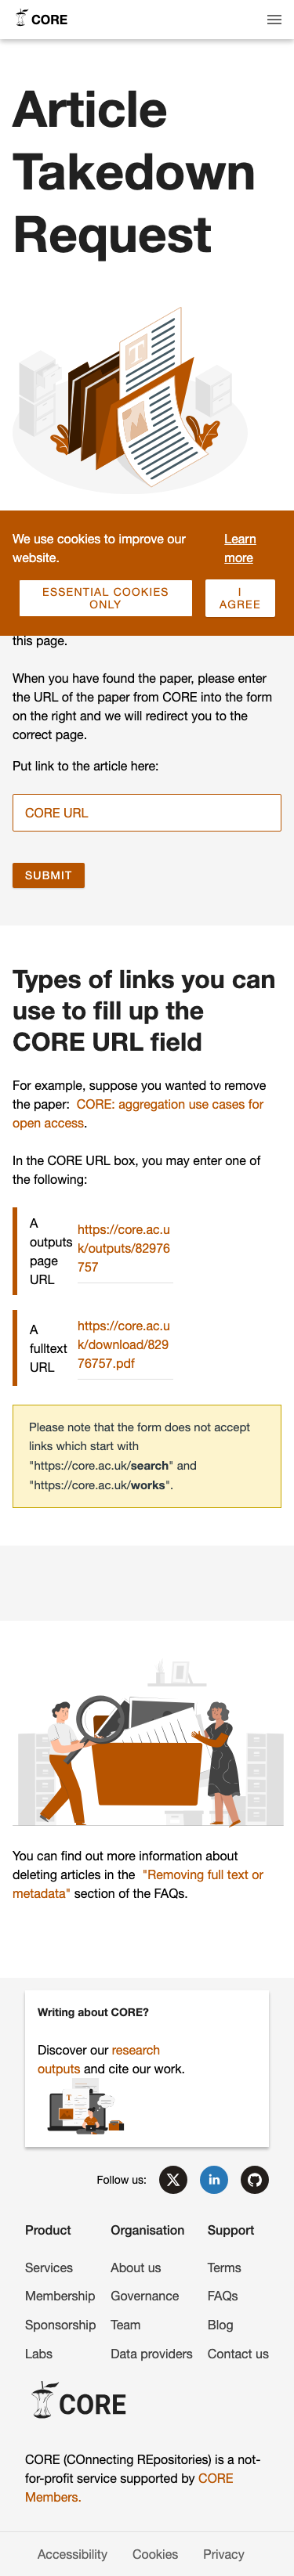 CORE
Article
Takedown
Request
We use cookies to improve our
website.
Learn
more
ESSENTIAL COOKIES
ONLY
I
AGREE
this page.
When you have found the paper, please enter
the URL of the paper from CORE into the form
on the right and we will redirect you to the
correct page.
Put link to the article here:
CORE URL
SUBMIT
Types of links you can
use to fill up the
CORE URL field
For example, suppose you wanted to remove
the paper:  CORE: aggregation use cases for
open access.
In the CORE URL box, you may enter one of
the following:
A
outputs
page
URL
https://core.ac.u
k/outputs/82976
757
A
fulltext
URL
https://core.ac.u
k/download/829
76757.pdf
Please note that the form does not accept
links which start with
"https://core.ac.uk/search" and
"https://core.ac.uk/works".
You can find out more information about
deleting articles in the  "Removing full text or
metadata" section of the FAQs.
Writing about CORE?
Discover our research
outputs and cite our work.
Follow us:
Product Organisation Support
Services About us Terms
Membership Governance FAQs
Sponsorship Team Blog
Labs Data providers Contact us
CORE
CORE (COnnecting REpositories) is a not-
for-profit service supported by CORE
Members.
Accessibility Cookies Privacy